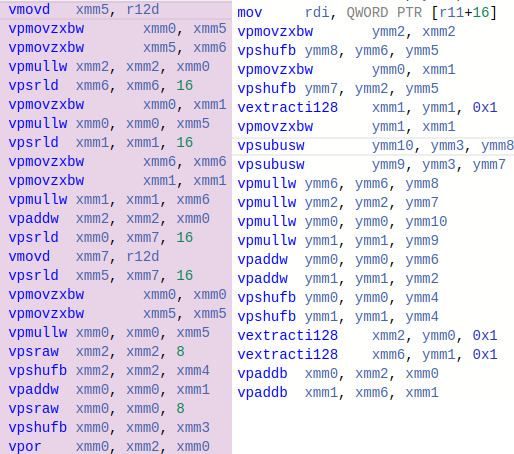 vmovd xmm5, r12d
vpmovzxbw xmm0, xmm5
vpmovzxbw xmm5, xmm6
vpmullw xmm2, xmm2, xmm0
vpsrld xmm6, xmm6, 16
vpmovzxbw xmm0, xmm1
vpmullw xmm0, xmm0, xmm5
vpsrld xmm1, xmm1, 16
vpmovzxbw xmm6, xmm6
vpmovzxbw xmm1, xmm1
vpmullw xmm1, xmm1, xmm6
vpaddw xmm2, xmm2, xmm0
vpsrld xmm0, xmm7, 16
vmovd xmm7, r12d
vpsrld xmm5, xmm7, 16
vpmovzxbw xmm0, xmm0
vpmovzxbw xmm5, xmm5
vpmullw xmm0, xmm0, xmm5
vpsraw xmm2, xmm2, 8
vpshufb xmm2, xmm2, xmm4
vpaddw xmm0, xmm0, xmm1
vpsraw xmm0, xmm0, 8
vpshufb xmm0, xmm0, xmm3
vpor xmm0, xmm2, xmm0
mov rdi, QWORD PTR [r11+16]
vpmovzxbw ymm2, xmm2
vpshufb ymm8, ymm6, ymm5
vpmovzxbw ymm0, xmm1
vpshufb ymm7, ymm2, ymm5
vextracti128 xmm1, ymm1, 0x1
vpmovzxbw ymm1, xmm1
vpsubusw ymm10, ymm3, ymm8
vpsubusw ymm9, ymm3, ymm7
vpmullw ymm6, ymm6, ymm8
vpmullw ymm2, ymm2, ymm7
vpmullw ymm0, ymm0, ymm10
vpmullw ymm1, ymm1, ymm9
vpaddw ymm0, ymm0, ymm6
vpaddw ymm1, ymm1, ymm2
vpshufb ymm0, ymm0, ymm4
vpshufb ymm1, ymm1, ymm4
vextracti128 xmm2, ymm0, 0x1
vextracti128 xmm6, ymm1, 0x1
vpaddb xmm0, xmm2, xmm0
vpaddb xmm1, xmm6, xmm1